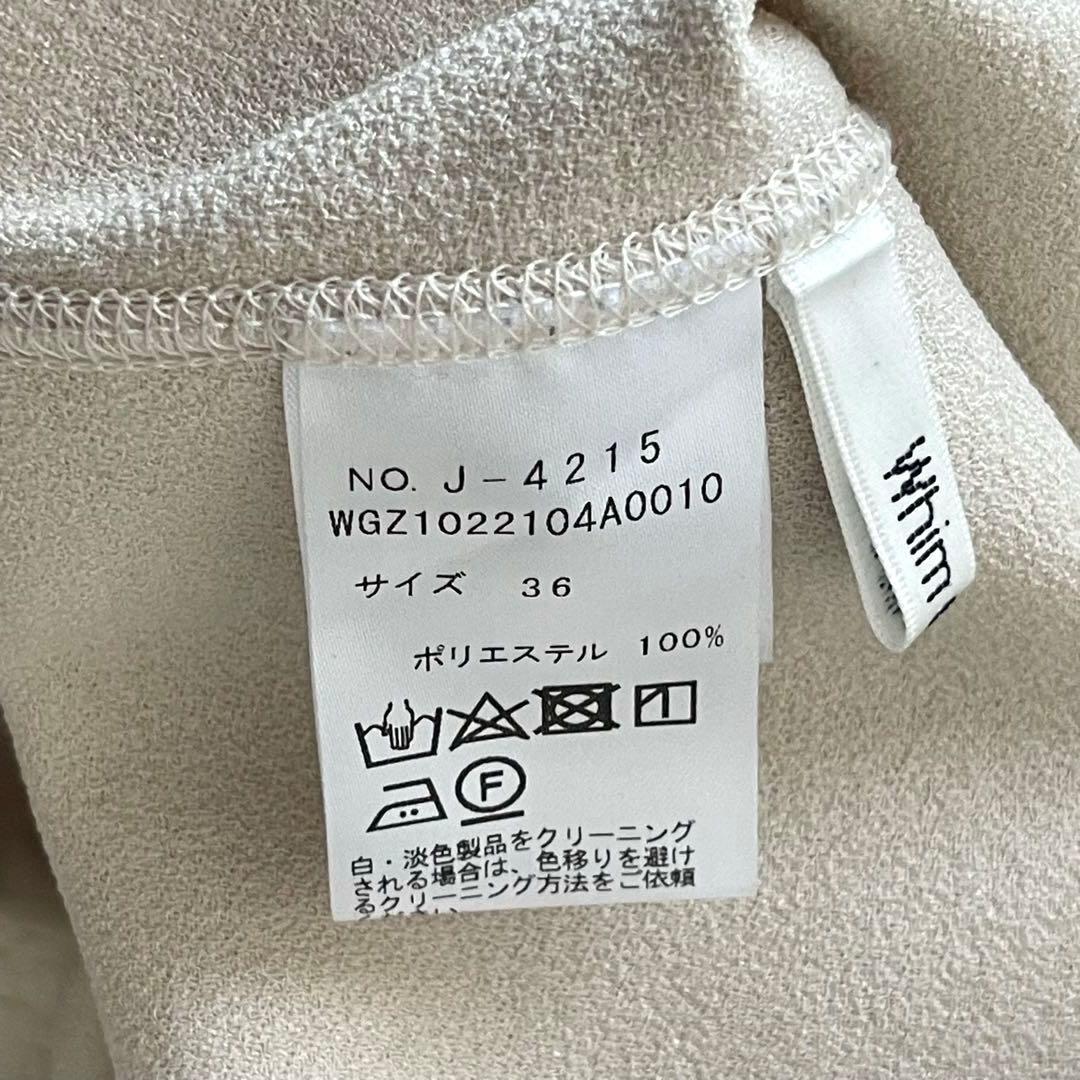 NO. J-4215
WGZ1022104A0010
サイズ 36
ポリエステル 100%
F
白・淡色製品をクリーニング
される場合は、色移りを避け
るクリーニング方法をご依頼
Whim